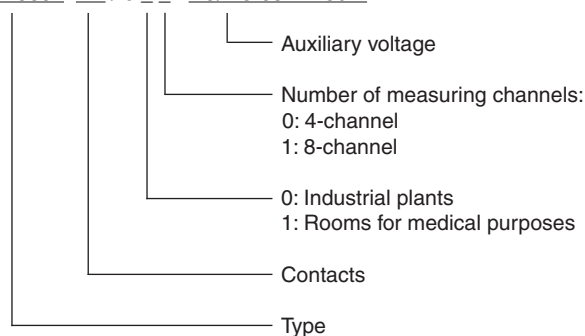 Auxiliary voltage
Number of measuring channels:
0: 4-channel
1: 8-channel
0: Industrial plants
1: Rooms for medical purposes
Contacts
Type